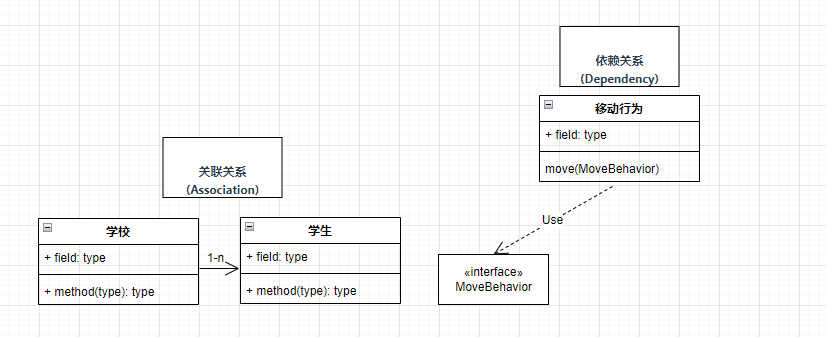 依赖关系
(Dependency)
移动行为
+ field: type
move(MoveBehavior)
Use
«interface»
MoveBehavior
关联关系
(Association)
学校
+ field: type
+ method(type): type
1-n
学生
+ field: type
+ method(type): type